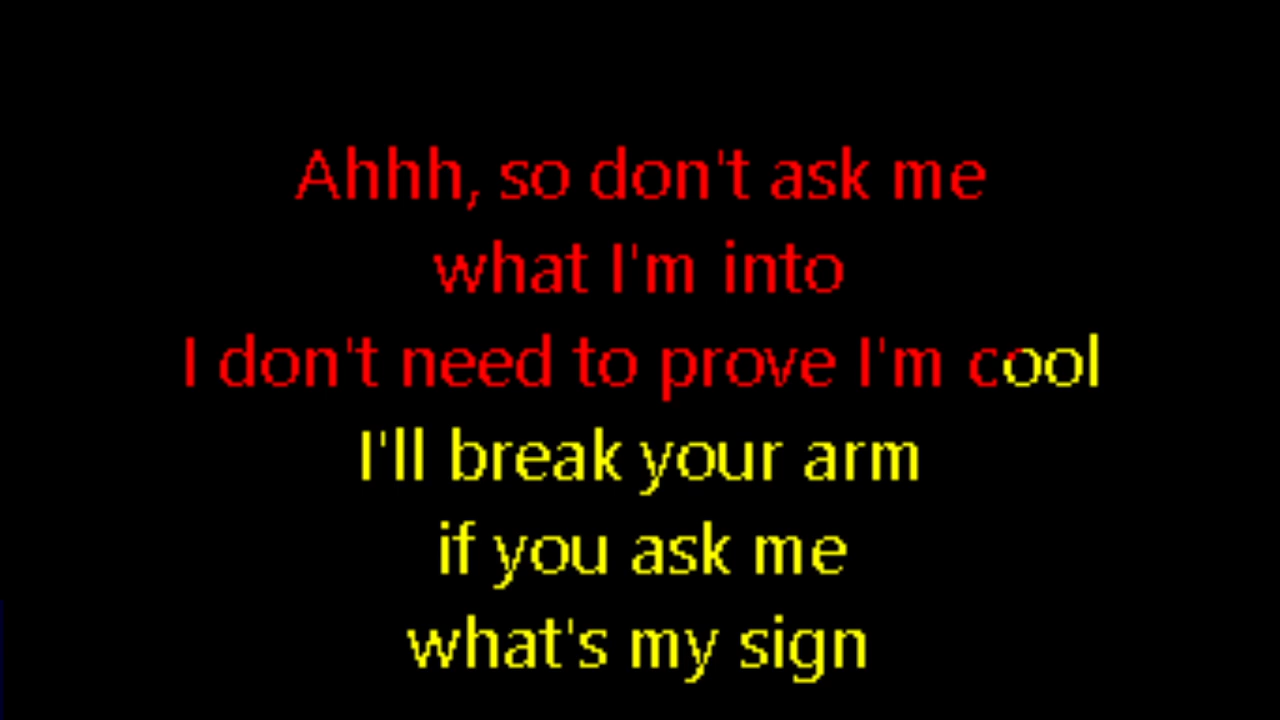 Ahhh, so don't ask me
what I'm into
I don't need to prove I'm cool
I'll break your arm
if you ask me
what's my sign